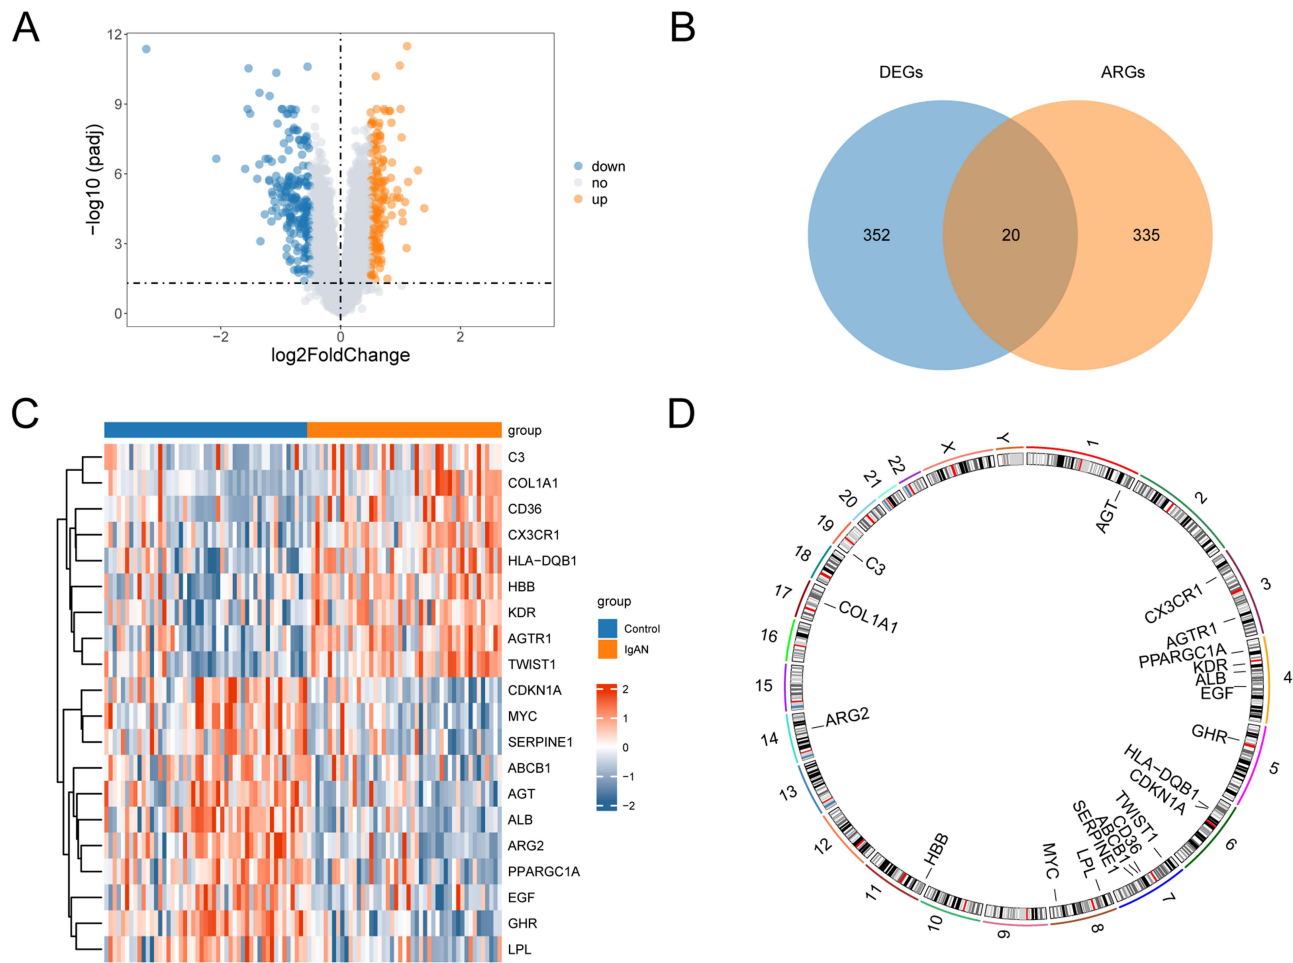 A
12
9
6
3
0
−log10 (padj)
−2
0
2
log2FoldChange
down
no
up
B
DEGs
ARGs
352
20
335
C
group
C3
COL1A1
CD36
CX3CR1
HLA−DQB1
HBB
KDR
AGTR1
TWIST1
CDKN1A
MYC
SERPINE1
ABCB1
AGT
ALB
ARG2
PPARGC1A
EGF
GHR
LPL
group
Control
IgAN
2
1
0
−1
−2
D
1
2
3
4
5
6
7
8
9
10
11
12
13
14
15
16
17
18
19
20
21
22
X
Y
AGT
CX3CR1
AGTR1
PPARGC1A
KDR
ALB
EGF
GHR
HLA−DQB1
CDKN1A
TWIST1
CD36
ABCB1
SERPINE1
LPL
MYC
HBB
ARG2
COL1A1
C3